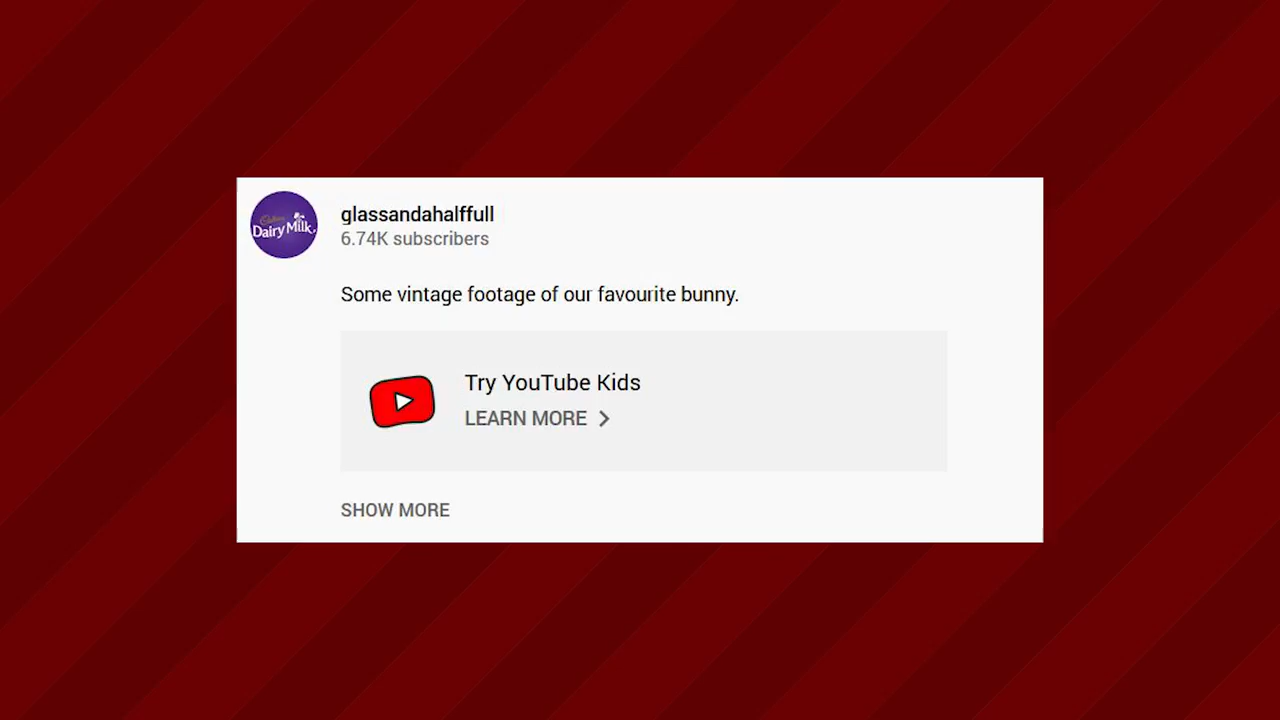 Cadbury
Dairy Milk
glassandahalffull
6.74K subscribers
Some vintage footage of our favourite bunny.
Try YouTube Kids
LEARN MORE
SHOW MORE